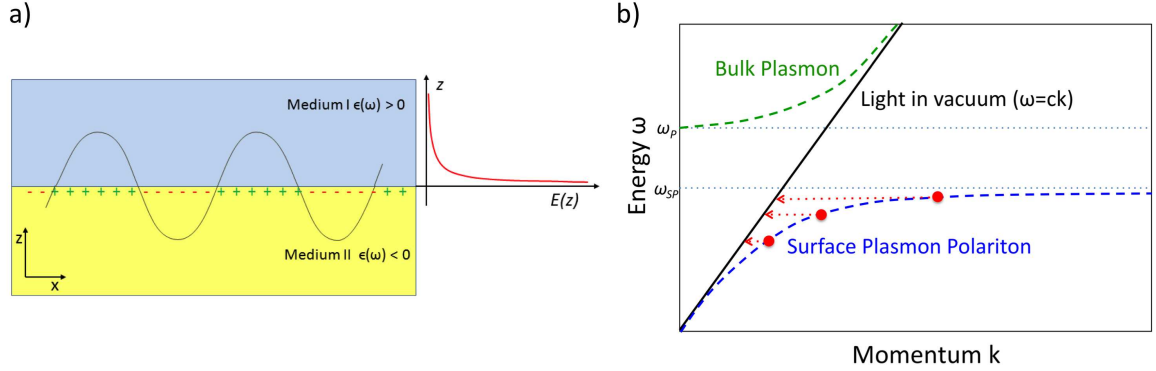 a)
Medium I ϵ(ω) > 0
- - + + + + + + - - - - - - + + + + + + - - - - - - + +
Medium II ϵ(ω) < 0
z
x
z
E(z)
b)
Bulk Plasmon
Light in vacuum (ω=ck)
ω_P
ω_SP
Surface Plasmon Polariton
Energy ω
Momentum k